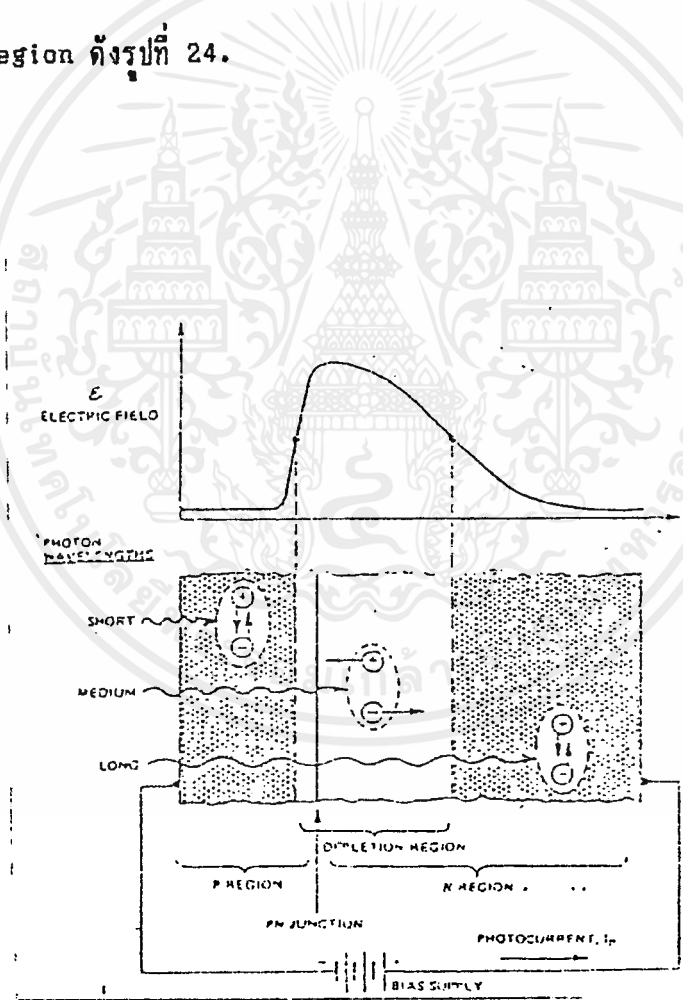 egion ดังรูปที่ 24.
ε
ELECTRIC FIELD
PHOTON
WAVELENGTHS
SHORT
MEDIUM
LONG
DEPLETION REGION
P REGION
N REGION
PN JUNCTION
PHOTOCURRENT, Ip
BIAS SUPPLY